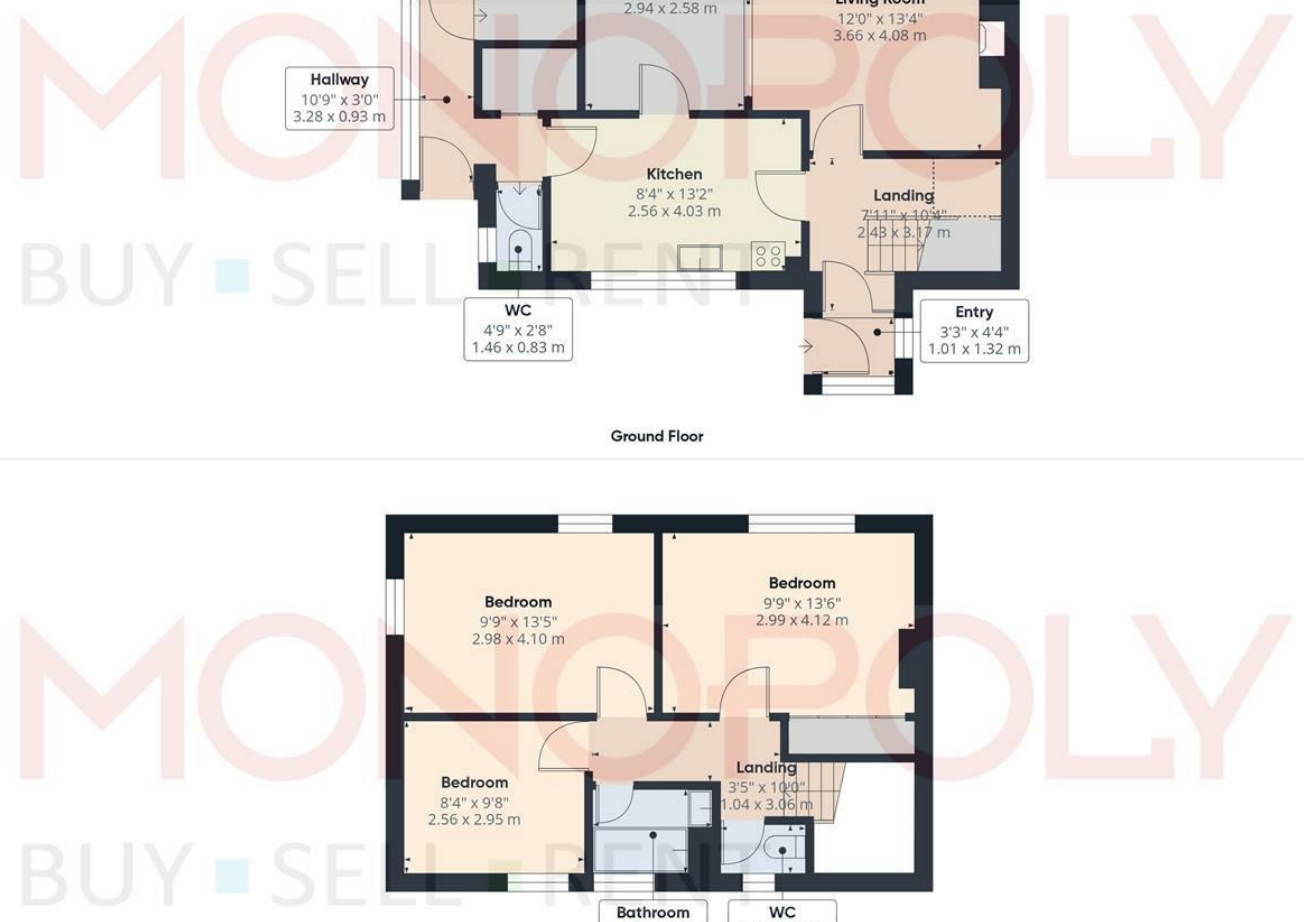 2.94 x 2.58 m
Living Room
12'0" x 13'4"
3.66 x 4.08 m
MONOPOLY
Hallway
10'9" x 3'0"
3.28 x 0.93 m
Kitchen
8'4" x 13'2"
2.56 x 4.03 m
Landing
7'11" x 10'4"
2.43 x 3.17 m
BUY SELL RENT
WC
4'9" x 2'8"
1.46 x 0.83 m
Entry
3'3" x 4'4"
1.01 x 1.32 m
Ground Floor
Bedroom
9'9" x 13'5"
2.98 x 4.10 m
Bedroom
9'9" x 13'6"
2.99 x 4.12 m
MONOPOLY
Bedroom
8'4" x 9'8"
2.56 x 2.95 m
Landing
3'5" x 10'0"
1.04 x 3.06 m
BUY SELL RENT
Bathroom
WC